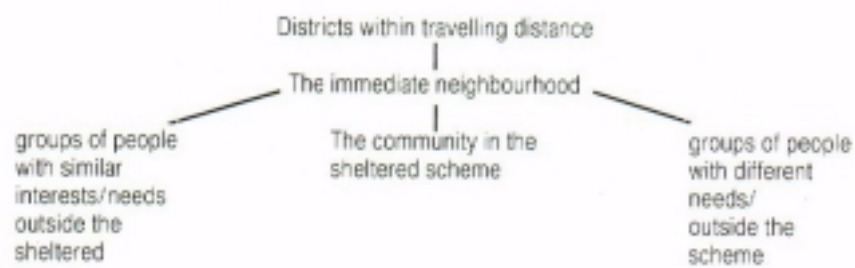 Districts within travelling distance
The immediate neighbourhood
groups of people
with similar
interests/needs
outside the
sheltered
The community in the
sheltered scheme
groups of people
with different
needs/
outside the
scheme